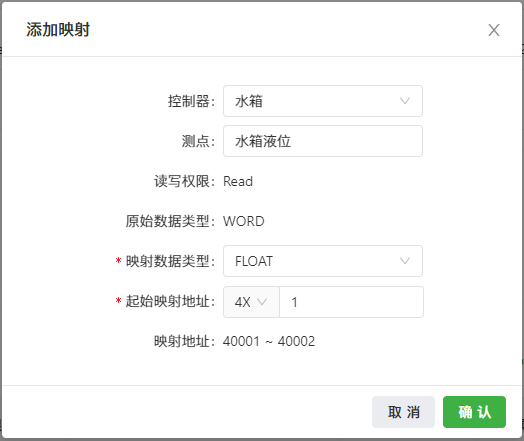 添加映射
控制器: 水箱
测点: 水箱液位
读写权限: Read
原始数据类型: WORD
* 映射数据类型: FLOAT
* 起始映射地址: 4X 1
映射地址: 40001 ~ 40002
取 消 确 认